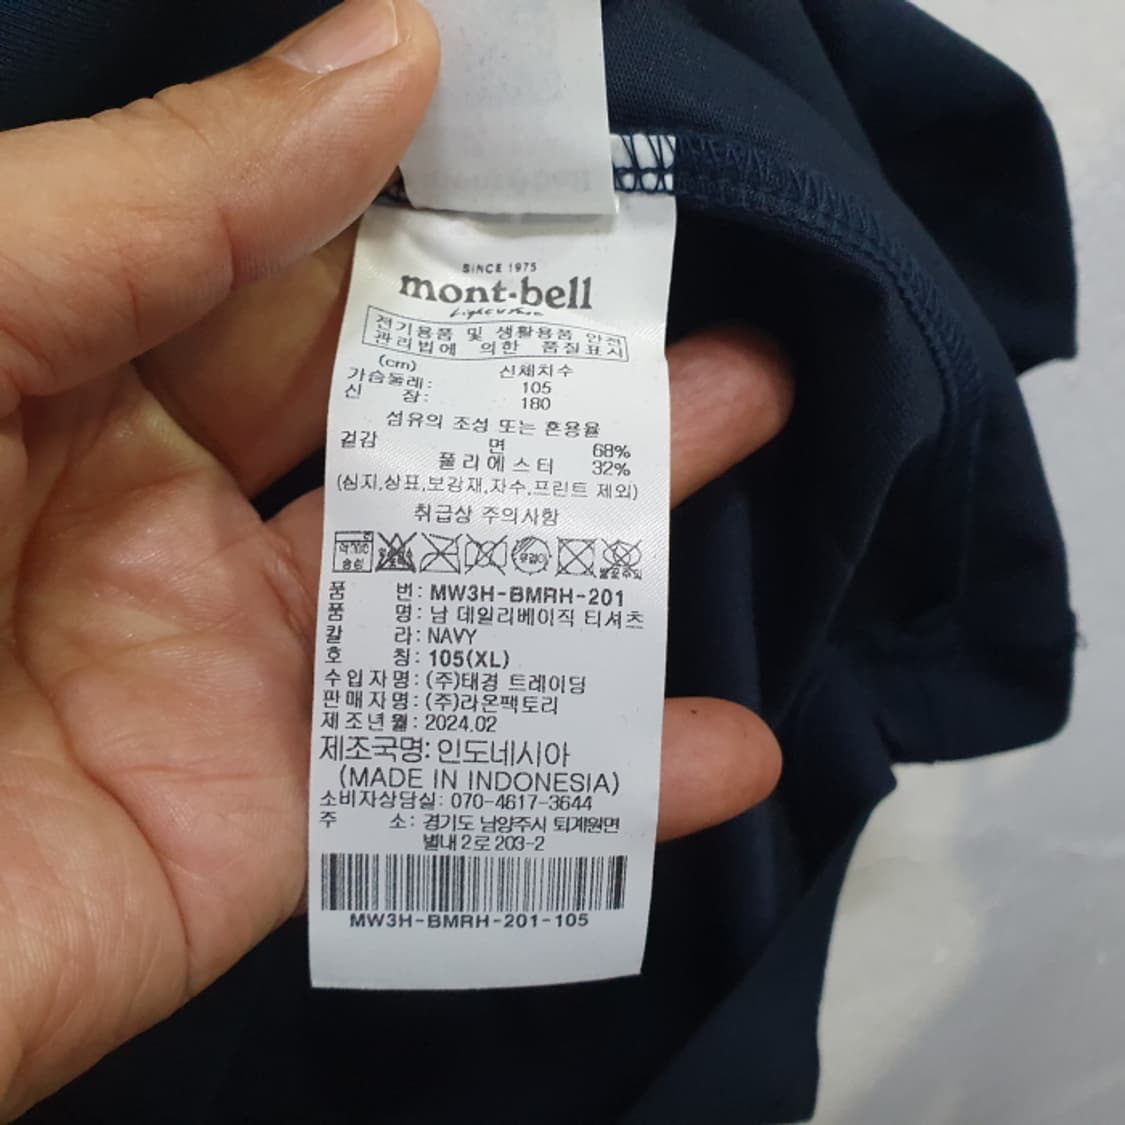 SINCE 1975
mont-bell
Light & Fast
전기용품 및 생활용품 안전
관리법에 의한 품질표시
(cm) 신체치수
가슴둘레: 105
신 장: 180
섬유의 조성 또는 혼용율
겉감 면 68%
폴리에스터 32%
(심지,상표,보강재,자수,프린트 제외)
취급상 주의사항
품 번: MW3H-BMRH-201
품 명: 남 데일리베이직 티셔츠
칼 라: NAVY
호 칭: 105(XL)
수입자명: (주)태경 트레이딩
판매자명: (주)라온팩토리
제조년월: 2024.02
제조국명: 인도네시아
(MADE IN INDONESIA)
소비자상담실: 070-4617-3644
주 소: 경기도 남양주시 퇴계원면
별내2로 203-2
MW3H-BMRH-201-105